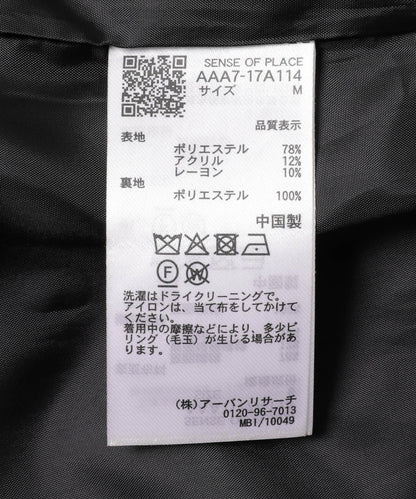 SENSE OF PLACE
AAA7-17A114
サイズ M
品質表示
表地
ポリエステル 78%
アクリル 12%
レーヨン 10%
裏地
ポリエステル 100%
中国製
F W
洗濯はドライクリーニングで。
アイロンは、当て布をしてかけて
ください。
着用中の摩擦などにより、多少ピ
リング(毛玉)が生じる場合があ
ります。
(株)アーバンリサーチ
0120-96-7013
MBI/10049